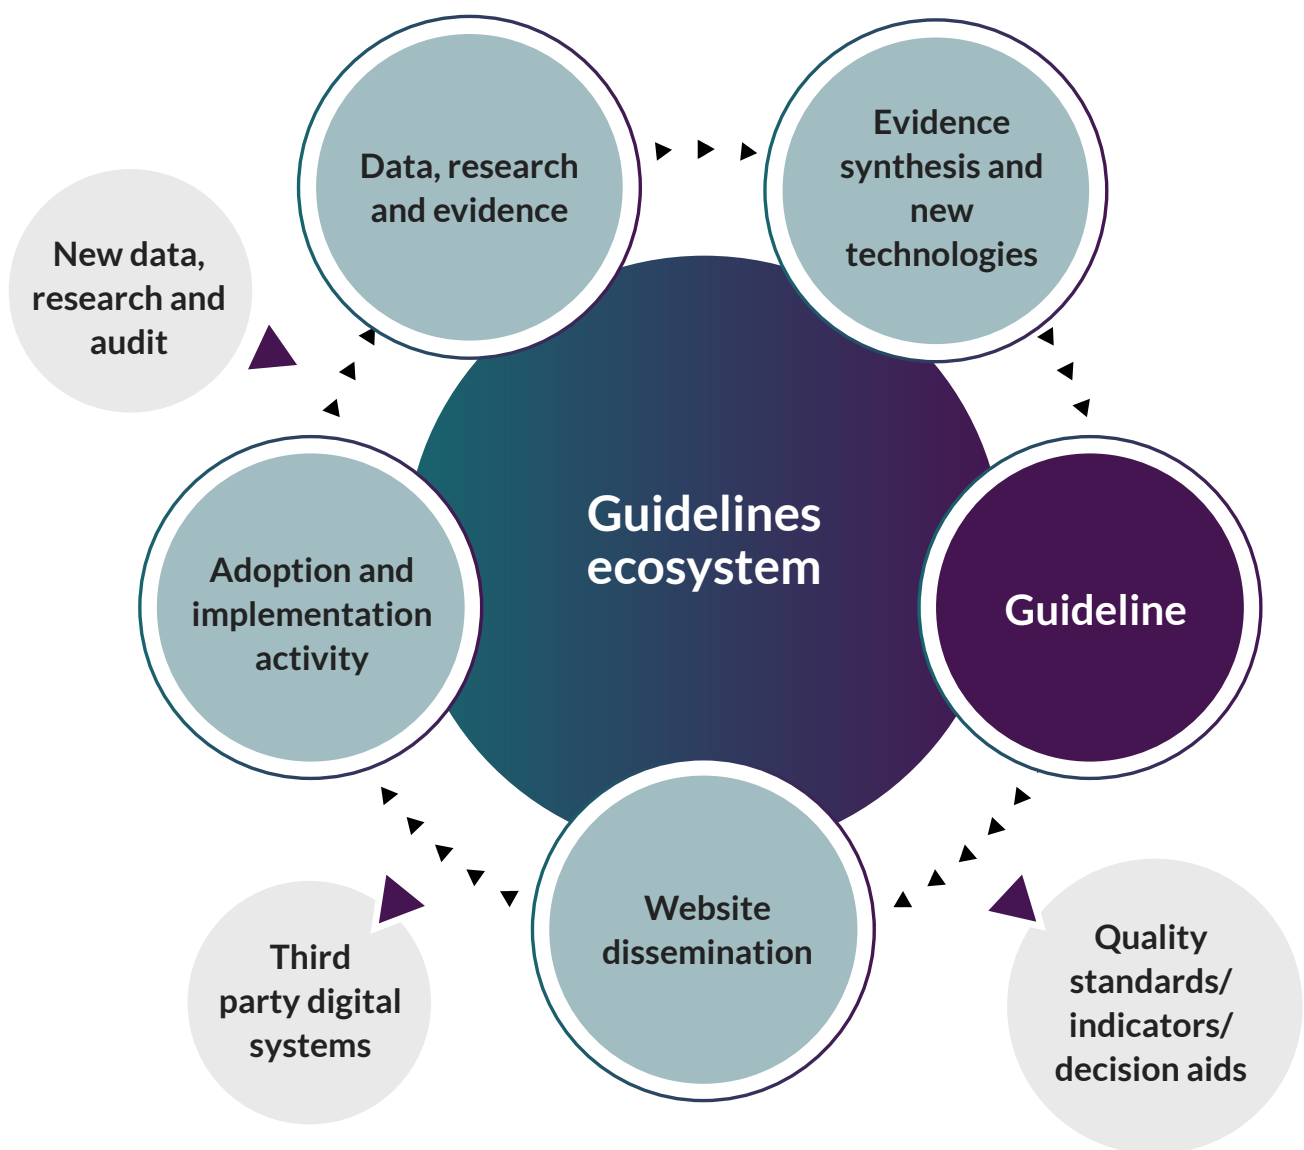 Data, research
and evidence
Evidence
synthesis and
new
technologies
New data,
research and
audit
Guidelines
ecosystem
Adoption and
implementation
activity
Guideline
Website
dissemination
Third
party digital
systems
Quality
standards/
indicators/
decision aids